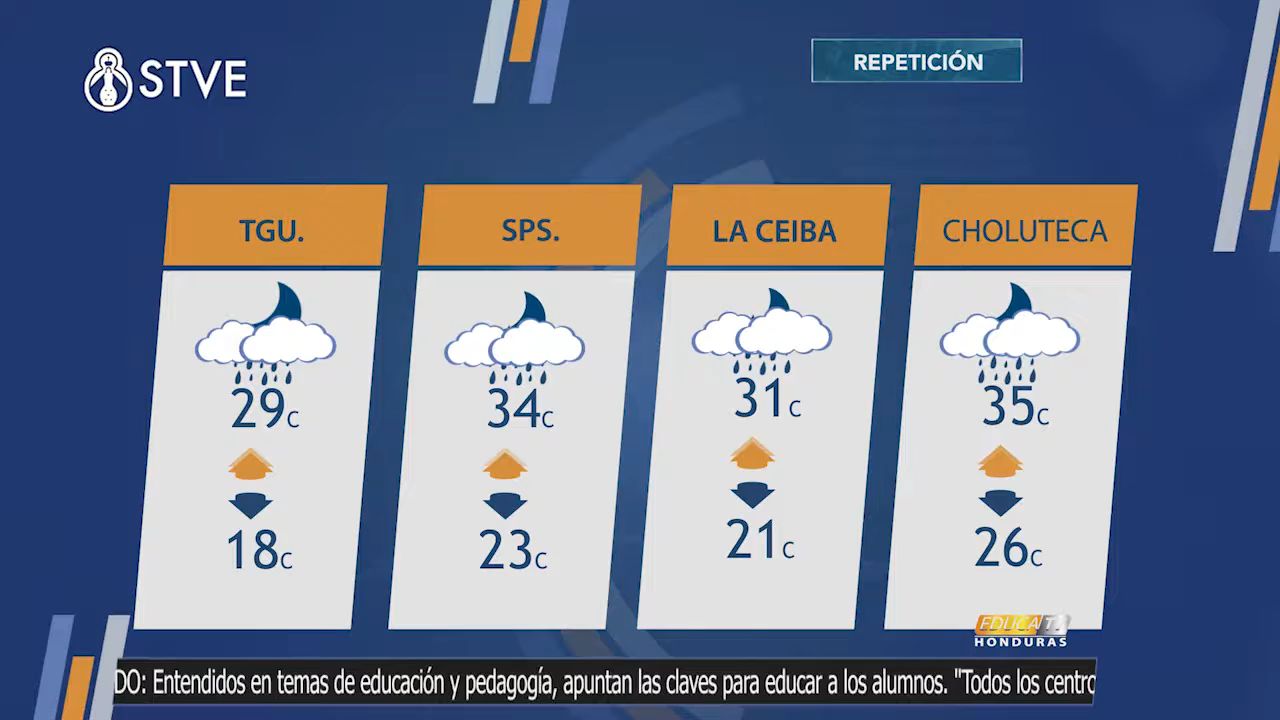 STVE
REPETICIÓN
TGU.
SPS.
LA CEIBA
CHOLUTECA
29C
34C
31C
35C
18C
23C
21C
26C
EDUCATV
HONDURAS
DO: Entendidos en temas de educación y pedagogía, apuntan las claves para educar a los alumnos. "Todos los centro